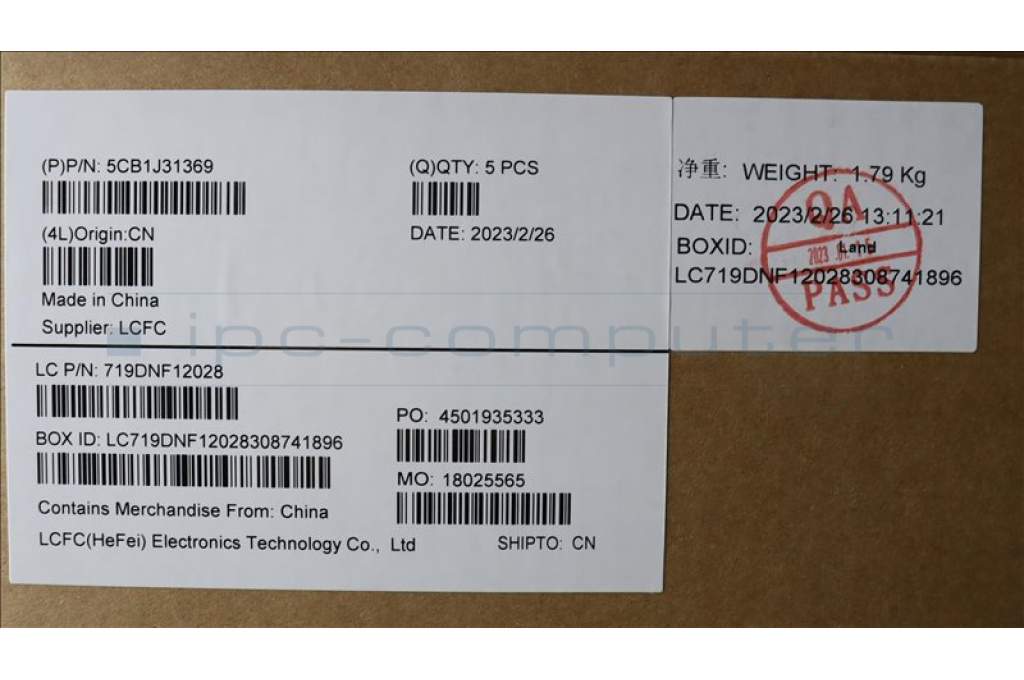 (P)P/N: 5CB1J31369
(Q)QTY: 5 PCS
(4L)Origin:CN
DATE: 2023/2/26
Made in China
Supplier: LCFC
LC P/N: 719DNF12028
PO: 4501935333
BOX ID: LC719DNF12028308741896
MO: 18025565
Contains Merchandise From: China
LCFC(HeFei) Electronics Technology Co., Ltd
SHIPTO: CN
净重: WEIGHT: 1.79 Kg
DATE: 2023/2/26 13:11:21
BOXID: Land
LC719DNF12028308741896
QA
2023
PASS
ipc-computer